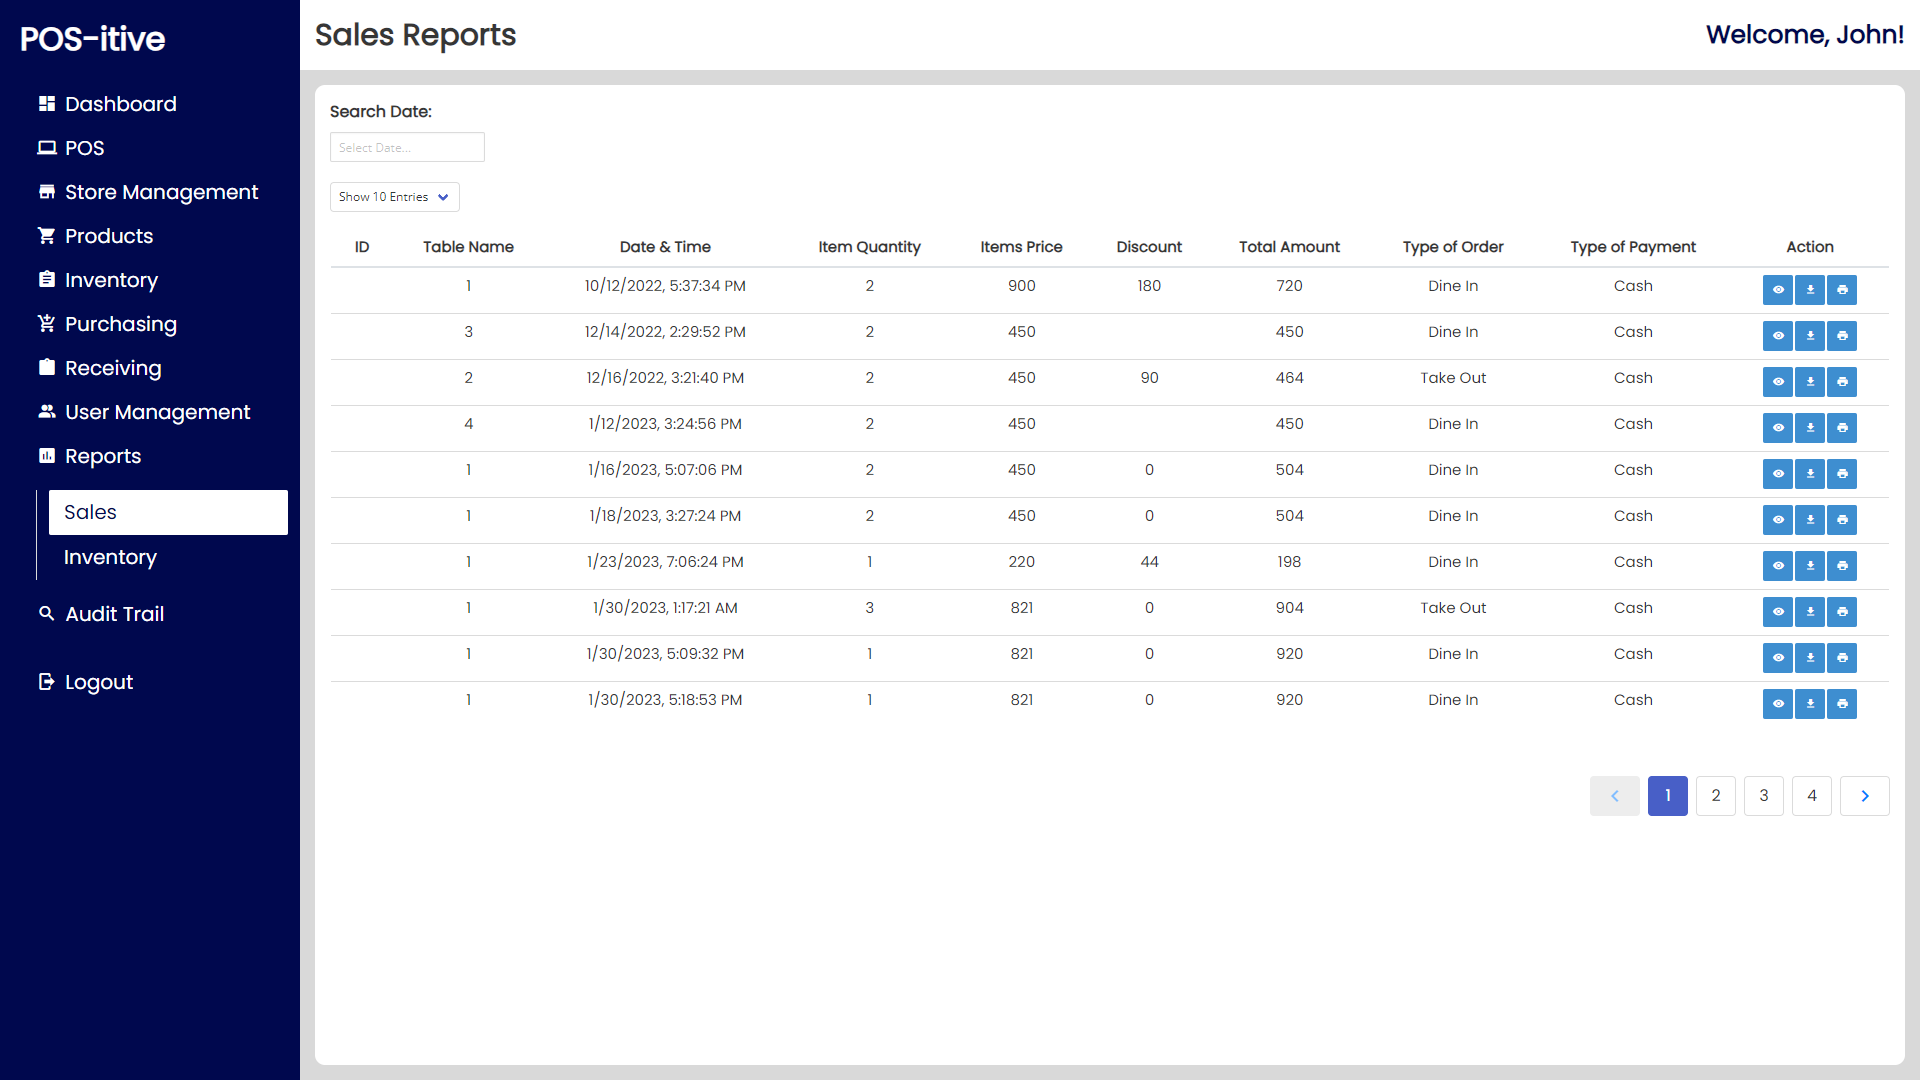 POS-itive
Sales Reports
Welcome, John!
Dashboard
POS
Store Management
Products
Inventory
Purchasing
Receiving
User Management
Reports
Sales
Inventory
Audit Trail
Logout
Search Date:
Select Date...
Show 10 Entries
ID Table Name Date & Time Item Quantity Items Price Discount Total Amount Type of Order Type of Payment Action
1 10/12/2022, 5:37:34 PM 2 900 180 720 Dine In Cash
3 12/14/2022, 2:29:52 PM 2 450 450 Dine In Cash
2 12/16/2022, 3:21:40 PM 2 450 90 464 Take Out Cash
4 1/12/2023, 3:24:56 PM 2 450 450 Dine In Cash
1 1/16/2023, 5:07:06 PM 2 450 0 504 Dine In Cash
1 1/18/2023, 3:27:24 PM 2 450 0 504 Dine In Cash
1 1/23/2023, 7:06:24 PM 1 220 44 198 Dine In Cash
1 1/30/2023, 1:17:21 AM 3 821 0 904 Take Out Cash
1 1/30/2023, 5:09:32 PM 1 821 0 920 Dine In Cash
1 1/30/2023, 5:18:53 PM 1 821 0 920 Dine In Cash
1 2 3 4